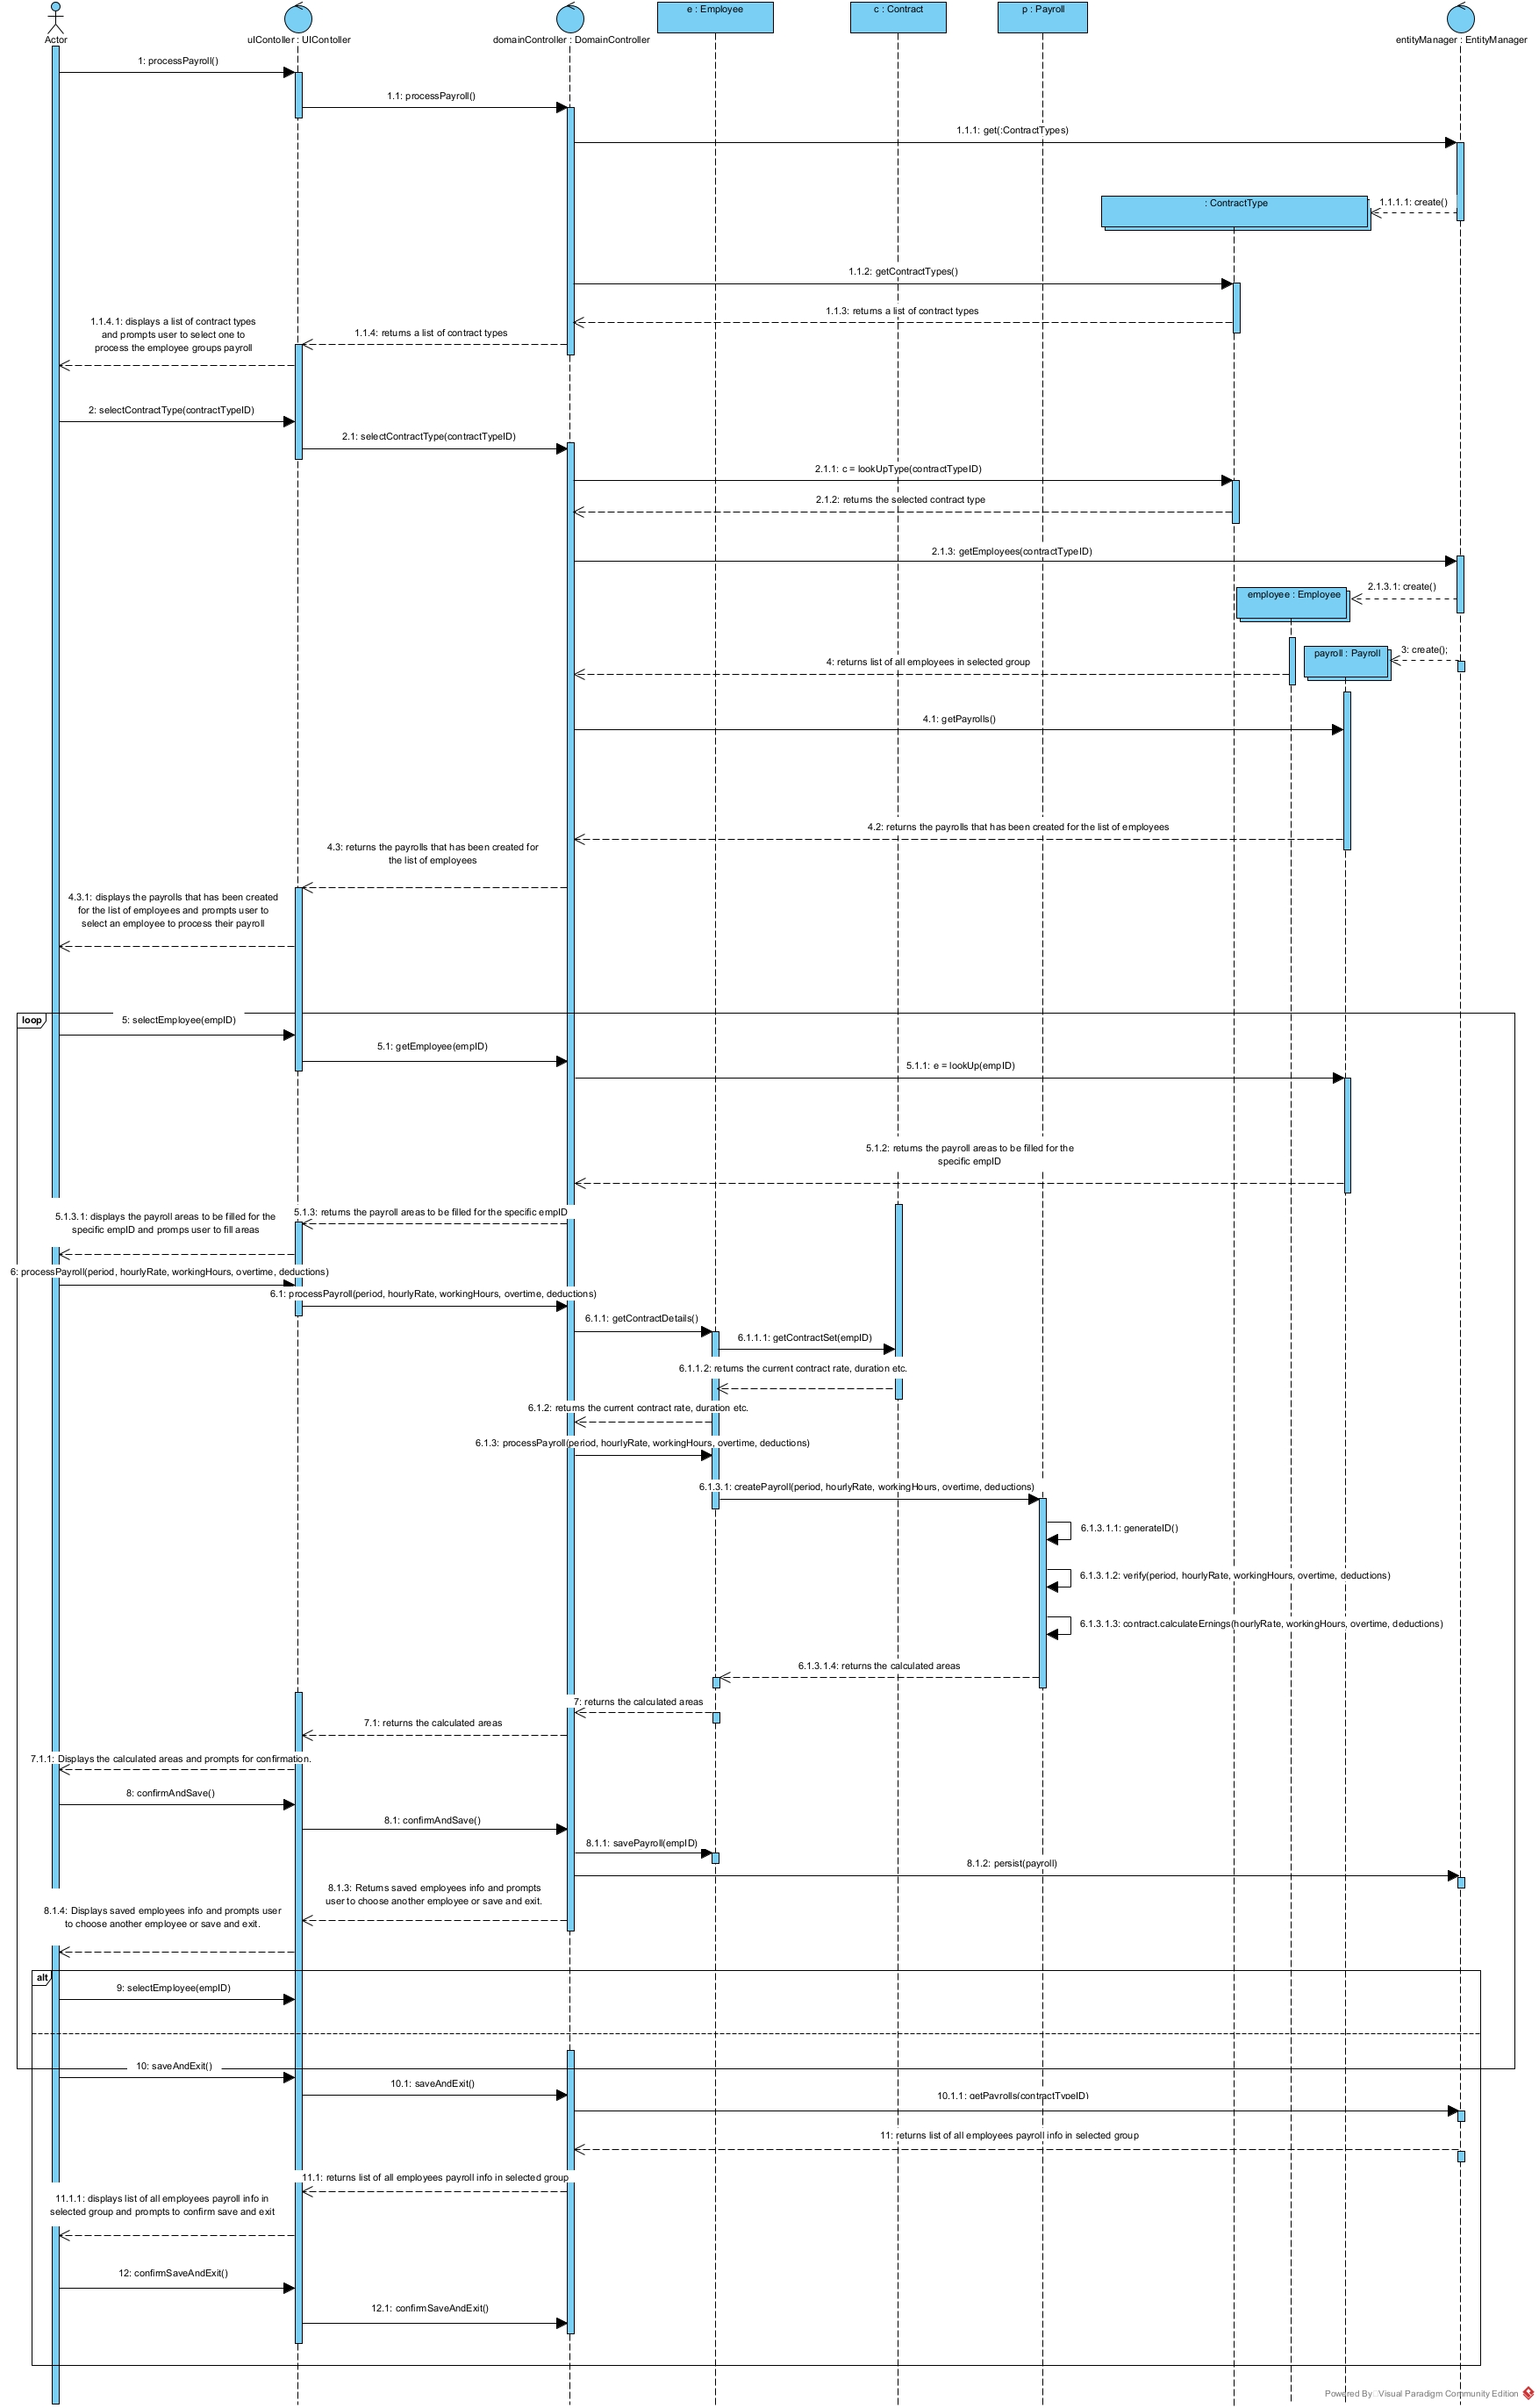 e : Employee
c : Contract
p : Payroll
Actor
uIContoller : UIContoller
domainController : DomainController
entityManager : EntityManager
1: processPayroll()
1.1: processPayroll()
1.1.1: get(:ContractTypes)
: ContractType
1.1.1.1: create()
1.1.2: getContractTypes()
1.1.3: returns a list of contract types
1.1.4: returns a list of contract types
1.1.4.1: displays a list of contract types
and prompts user to select one to
process the employee groups payroll
2: selectContractType(contractTypeID)
2.1: selectContractType(contractTypeID)
2.1.1: c = lookUpType(contractTypeID)
2.1.2: returns the selected contract type
2.1.3: getEmployees(contractTypeID)
2.1.3.1: create()
employee : Employee
3: create();
payroll : Payroll
4: returns list of all employees in selected group
4.1: getPayrolls()
4.2: returns the payrolls that has been created for the list of employees
4.3: returns the payrolls that has been created for
the list of employees
4.3.1: displays the payrolls that has been created
for the list of employees and prompts user to
select an employee to process their payroll
loop
5: selectEmployee(empID)
5.1: getEmployee(empID)
5.1.1: e = lookUp(empID)
5.1.2: returns the payroll areas to be filled for the
specific empID
5.1.3: returns the payroll areas to be filled for the specific empID
5.1.3.1: displays the payroll areas to be filled for the
specific empID and promps user to fill areas
6: processPayroll(period, hourlyRate, workingHours, overtime, deductions)
6.1: processPayroll(period, hourlyRate, workingHours, overtime, deductions)
6.1.1: getContractDetails()
6.1.1.1: getContractSet(empID)
6.1.1.2: returns the current contract rate, duration etc.
6.1.2: returns the current contract rate, duration etc.
6.1.3: processPayroll(period, hourlyRate, workingHours, overtime, deductions)
6.1.3.1: createPayroll(period, hourlyRate, workingHours, overtime, deductions)
6.1.3.1.1: generateID()
6.1.3.1.2: verify(period, hourlyRate, workingHours, overtime, deductions)
6.1.3.1.3: contract.calculateErnings(hourlyRate, workingHours, overtime, deductions)
6.1.3.1.4: returns the calculated areas
7: returns the calculated areas
7.1: returns the calculated areas
7.1.1: Displays the calculated areas and prompts for confirmation.
8: confirmAndSave()
8.1: confirmAndSave()
8.1.1: savePayroll(empID)
8.1.2: persist(payroll)
8.1.3: Returns saved employees info and prompts
user to choose another employee or save and exit.
8.1.4: Displays saved employees info and prompts user
to choose another employee or save and exit.
alt
9: selectEmployee(empID)
10: saveAndExit()
10.1: saveAndExit()
10.1.1: getPayrolls(contractTypeID)
11: returns list of all employees payroll info in selected group
11.1: returns list of all employees payroll info in selected group
11.1.1: displays list of all employees payroll info in
selected group and prompts to confirm save and exit
12: confirmSaveAndExit()
12.1: confirmSaveAndExit()
Powered By Visual Paradigm Community Edition